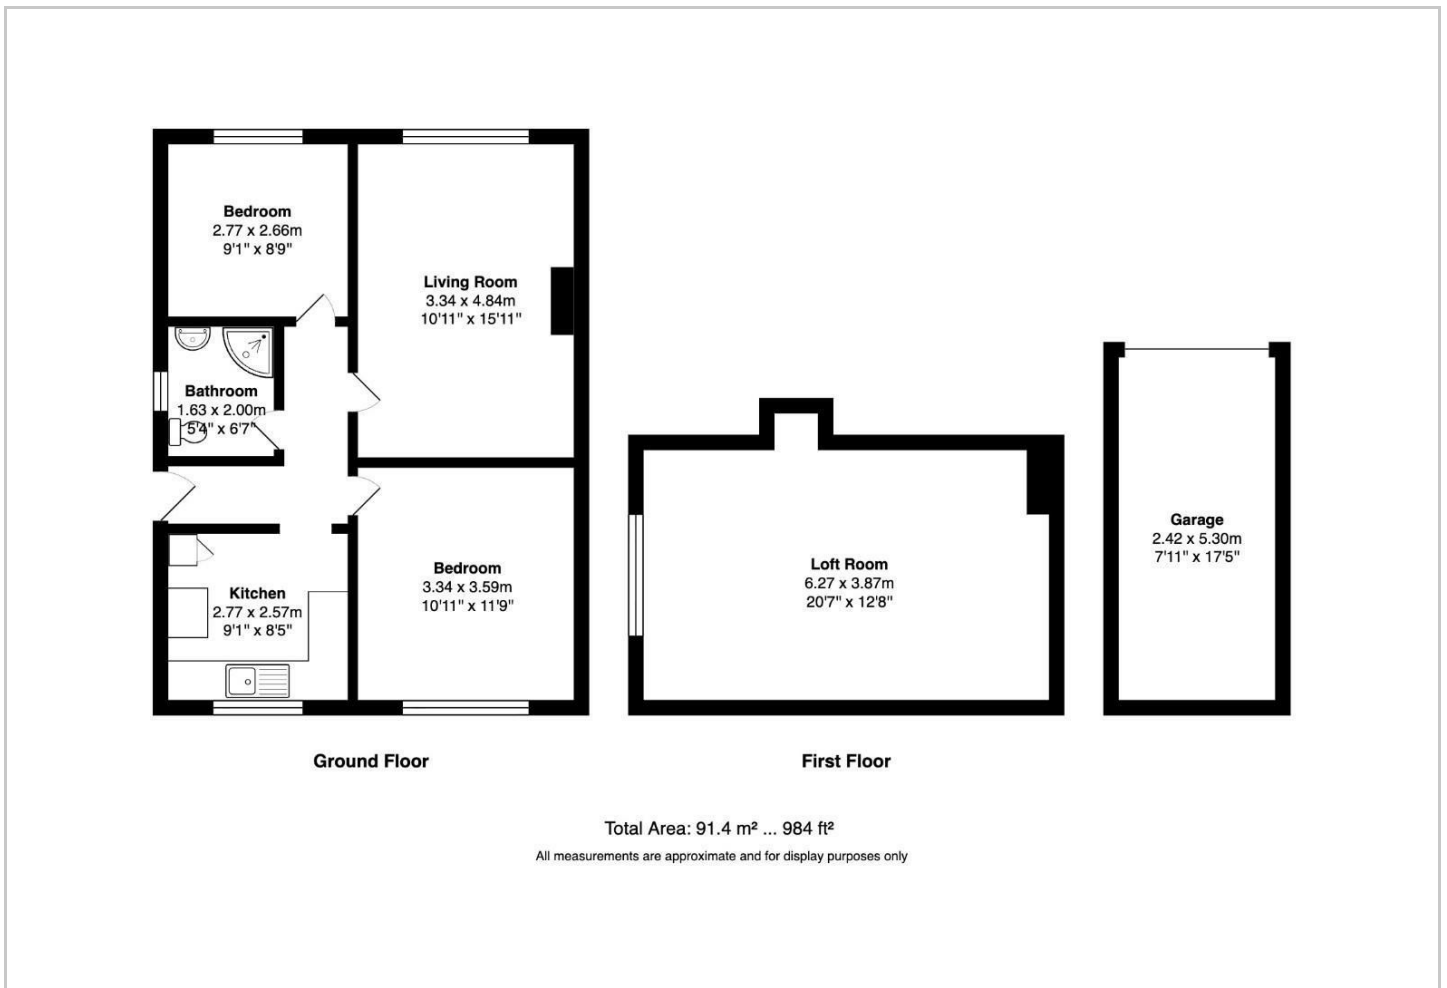 Bedroom
2.77 x 2.66m
9'1" x 8'9"
Living Room
3.34 x 4.84m
10'11" x 15'11"
Bathroom
1.63 x 2.00m
5'4" x 6'7"
Kitchen
2.77 x 2.57m
9'1" x 8'5"
Bedroom
3.34 x 3.59m
10'11" x 11'9"
Ground Floor
Loft Room
6.27 x 3.87m
20'7" x 12'8"
First Floor
Garage
2.42 x 5.30m
7'11" x 17'5"
Total Area: 91.4 m² ... 984 ft²
All measurements are approximate and for display purposes only